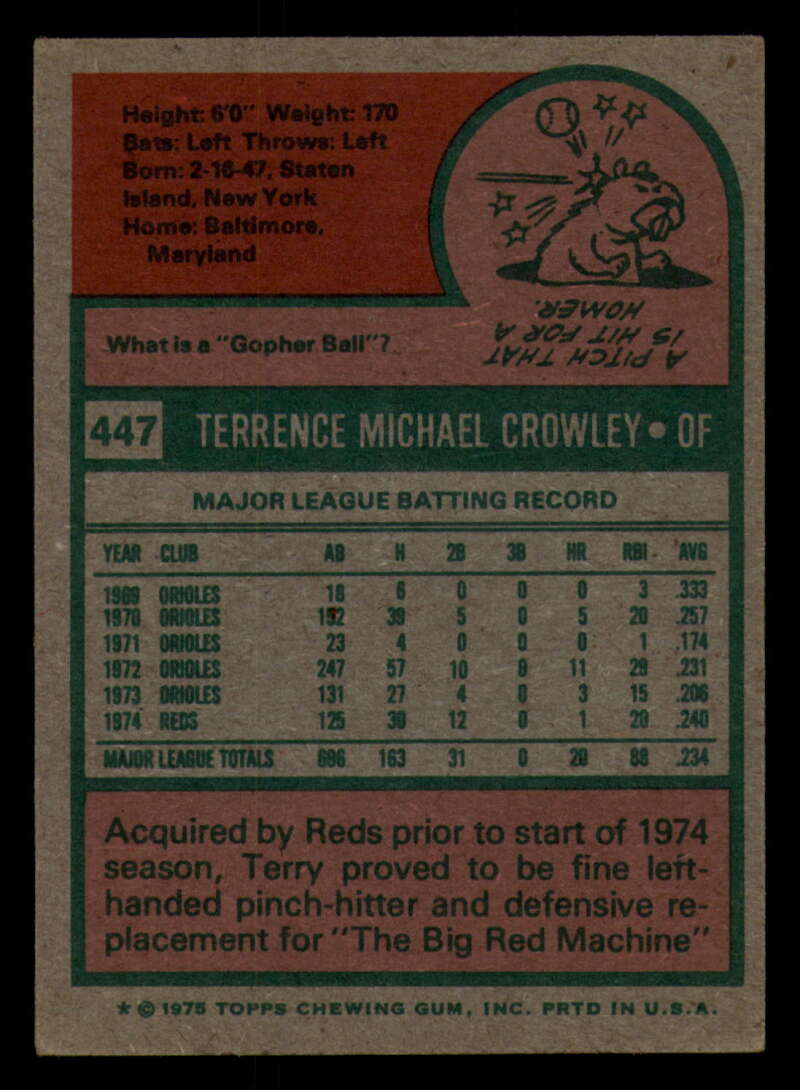 Height: 6'0" Weight: 170
Bats: Left Throws: Left
Born: 2-16-47, Staten
Island, New York
Home: Baltimore,
Maryland
What is a "Gopher Ball"?
A PITCH THAT
IS HIT FOR A
HOMER.
447 TERRENCE MICHAEL CROWLEY • OF
MAJOR LEAGUE BATTING RECORD
YEAR CLUB AB H 2B 3B HR RBI AVG
1969 ORIOLES 18 6 0 0 0 3 .333
1970 ORIOLES 152 39 5 0 5 20 .257
1971 ORIOLES 23 4 0 0 0 1 .174
1972 ORIOLES 247 57 10 0 11 29 .231
1973 ORIOLES 131 27 4 0 3 15 .206
1974 REDS 125 30 12 0 1 20 .240
MAJOR LEAGUE TOTALS 696 163 31 0 20 88 .234
Acquired by Reds prior to start of 1974
season, Terry proved to be fine left-
handed pinch-hitter and defensive re-
placement for "The Big Red Machine"
* © 1975 TOPPS CHEWING GUM, INC. PRTD IN U.S.A.